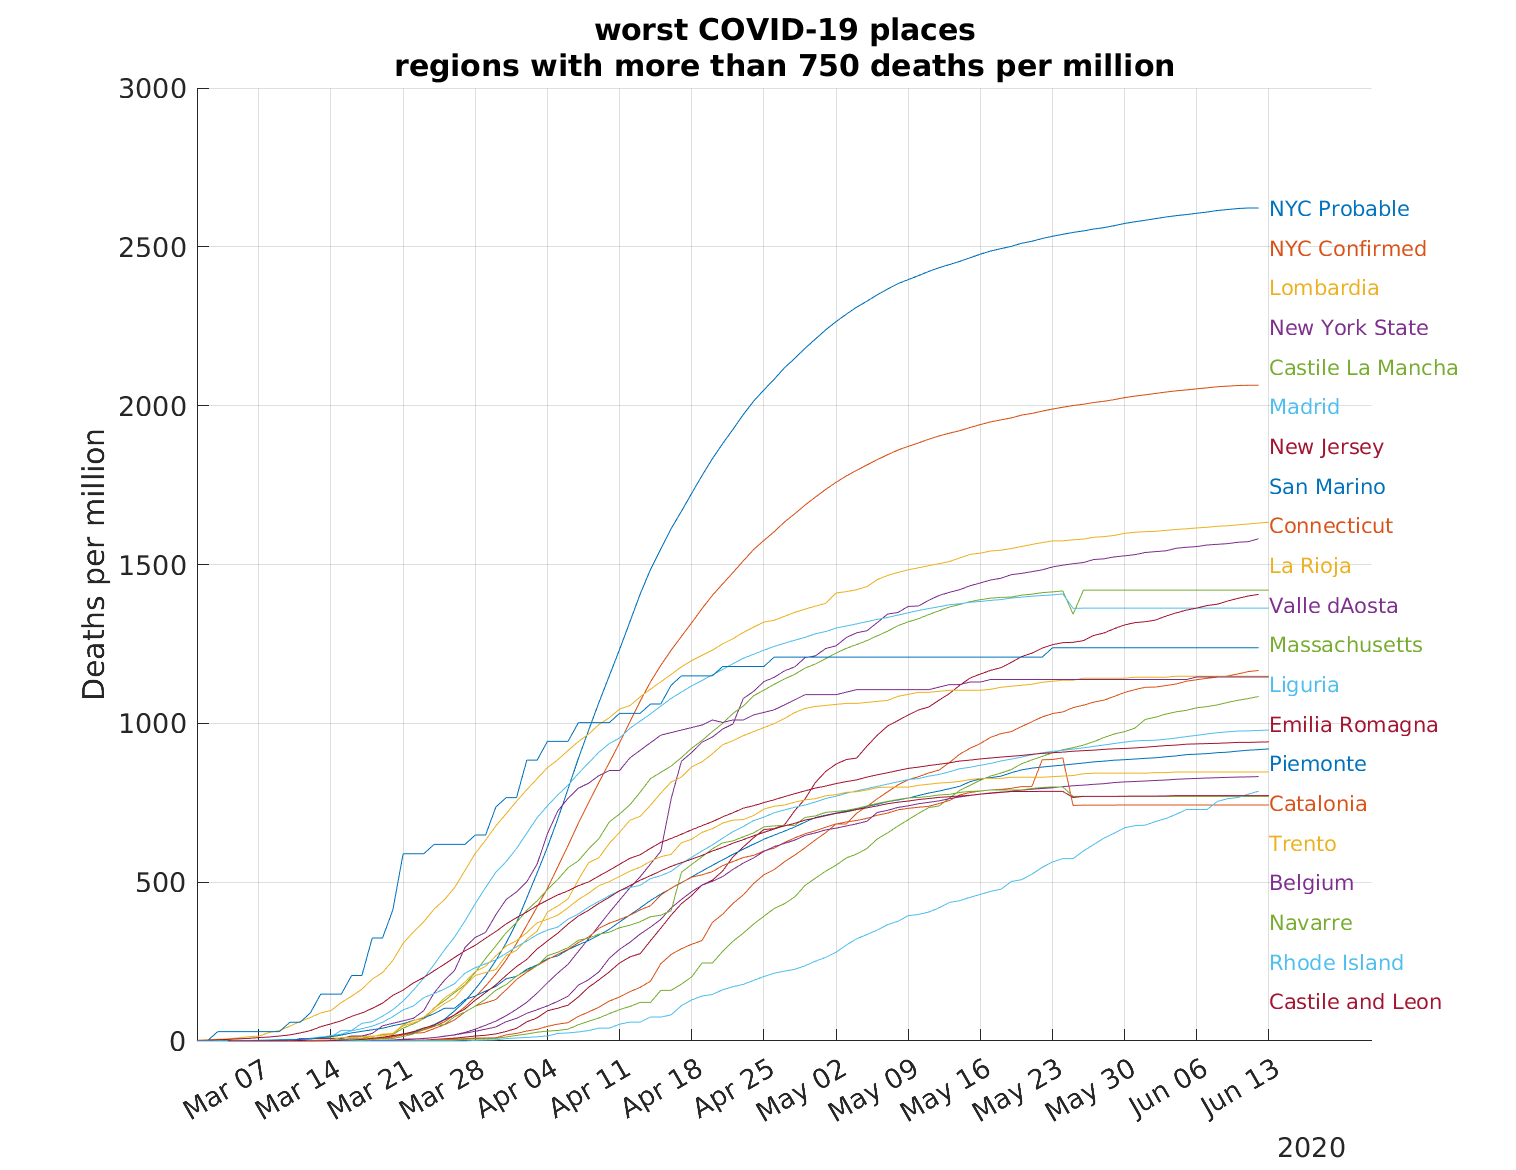 worst COVID-19 places
regions with more than 750 deaths per million
Deaths per million
3000
2500
2000
1500
1000
500
0
NYC Probable
NYC Confirmed
Lombardia
New York State
Castile La Mancha
Madrid
New Jersey
San Marino
Connecticut
La Rioja
Valle dAosta
Massachusetts
Liguria
Emilia Romagna
Piemonte
Catalonia
Trento
Belgium
Navarre
Rhode Island
Castile and Leon
Mar 07 Mar 14 Mar 21 Mar 28 Apr 04 Apr 11 Apr 18 Apr 25 May 02 May 09 May 16 May 23 May 30 Jun 06 Jun 13
2020